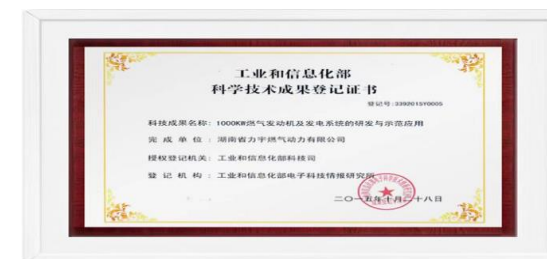 工业和信息化部
科学技术成果登记证书
登记号:3392015Y0005
科技成果名称: 1000KW燃气发动机及发电系统的研发与示范应用
完成单位: 湖南省力宇燃气动力有限公司
授权登记机关: 工业和信息化部科技司
登记机构: 工业和信息化部电子科技情报研究所
二〇一五年十月二十八日